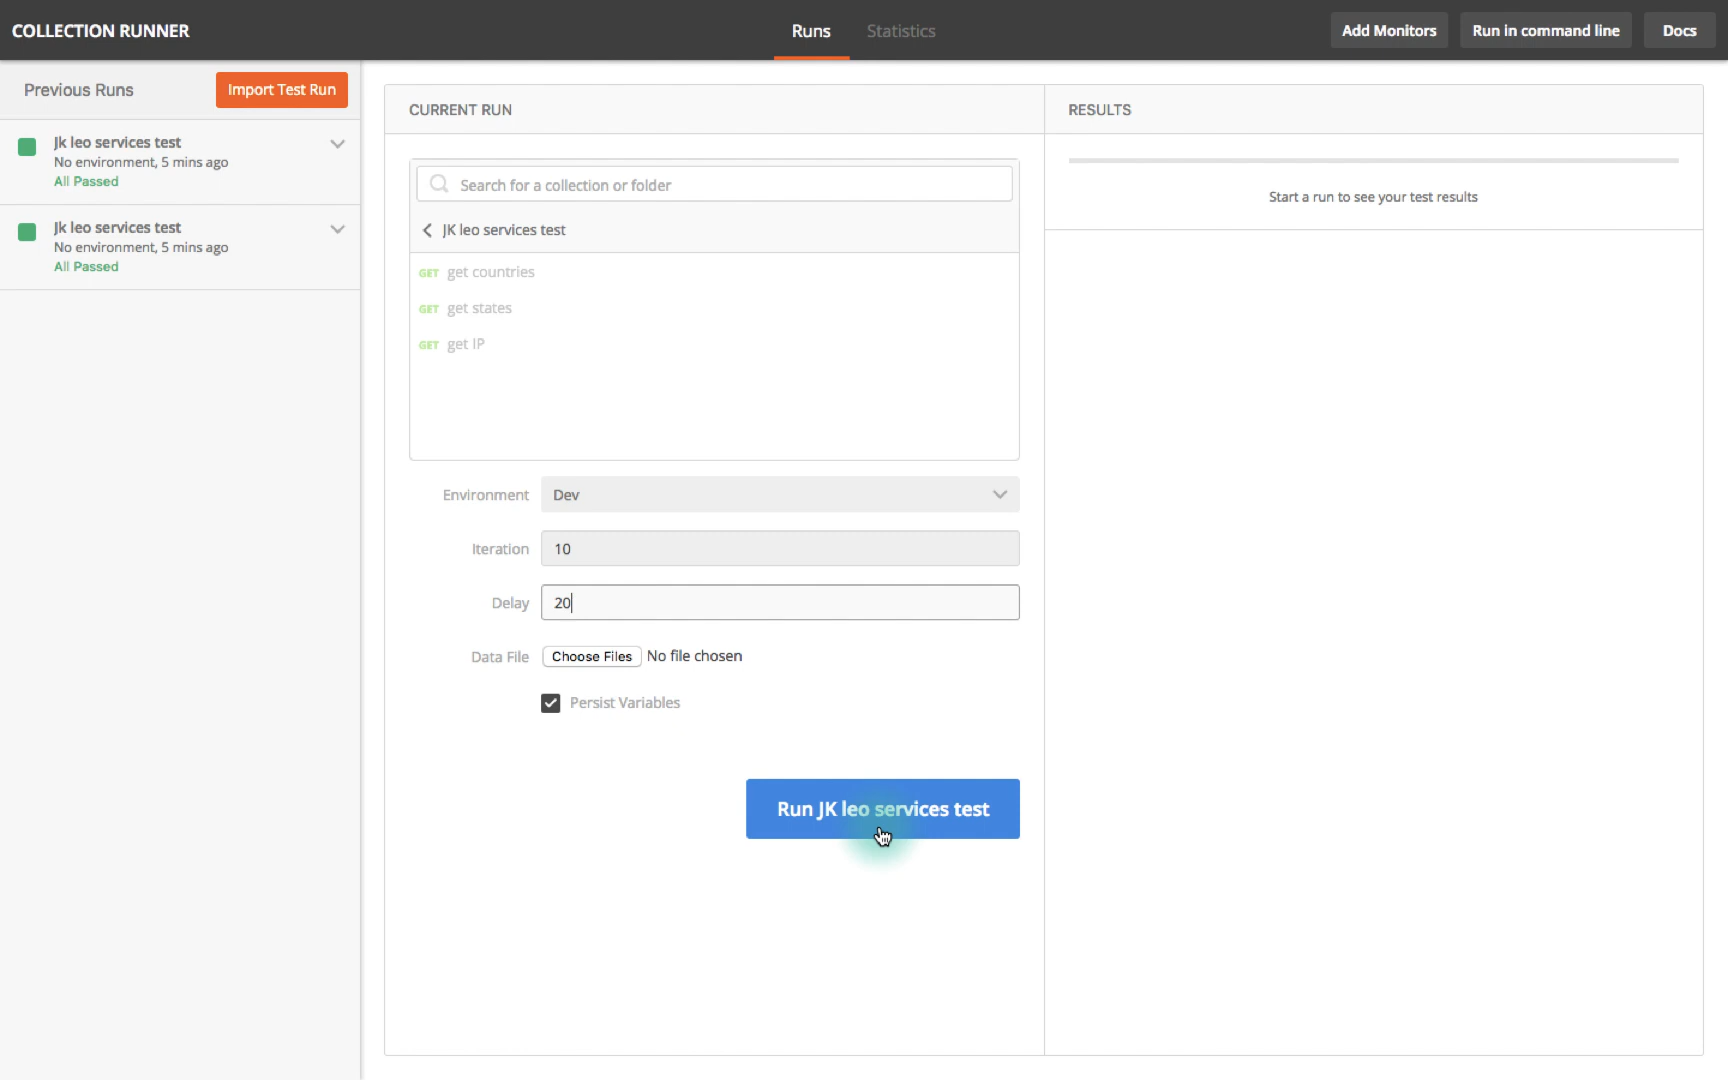 COLLECTION RUNNER
Runs
Statistics
Add Monitors
Run in command line
Docs
Previous Runs
Import Test Run
Jk leo services test
No environment, 5 mins ago
All Passed
Jk leo services test
No environment, 5 mins ago
All Passed
CURRENT RUN
Search for a collection or folder
JK leo services test
GET get countries
GET get states
GET get IP
Environment Dev
Iteration 10
Delay 20
Data File Choose Files No file chosen
Persist Variables
Run JK leo services test
RESULTS
Start a run to see your test results